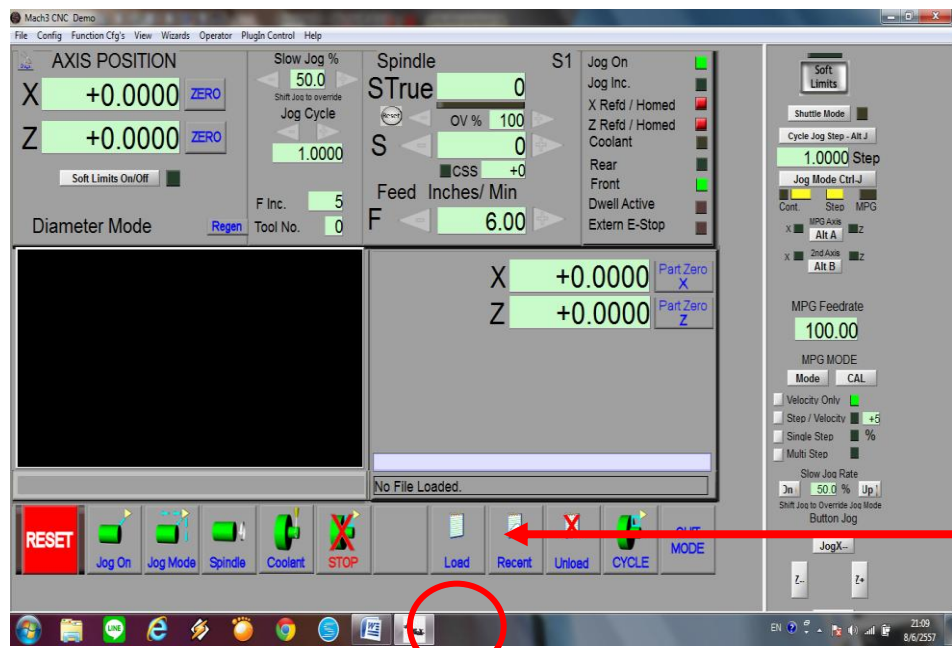 Mach3 CNC Demo
File Config Function Cfg's View Wizards Operator PlugIn Control Help
AXIS POSITION
X +0.0000 ZERO
Z +0.0000 ZERO
Soft Limits On/Off
Diameter Mode Regen
Slow Jog %
50.0
Shift Jog to override
Jog Cycle
1.0000
F Inc. 5
Tool No. 0
Spindle S1
STrue 0
Reset OV % 100
S 0
CSS +0
Feed Inches/ Min
F 6.00
Jog On
Jog Inc.
X Refd / Homed
Z Refd / Homed
Coolant
Rear
Front
Dwell Active
Extern E-Stop
X +0.0000 Part Zero X
Z +0.0000 Part Zero Z
No File Loaded.
RESET
Jog On
Jog Mode
Spindle
Coolant
STOP
Load
Recent
Unload
CYCLE
MODE
Soft
Limits
Shuttle Mode
Cycle Jog Step - Alt J
1.0000 Step
Jog Mode Ctrl-J
Cont. Step MPG
MPG Axis
X Alt A Z
2nd Axis
X Alt B Z
MPG Feedrate
100.00
MPG MODE
Mode CAL
Velocity Only
Step / Velocity +5
Single Step %
Multi Step
Slow Jog Rate
50.0 % Up
Shift Jog to Override Jog Mode
Button Jog
JogX--
Z-- Z+
LINE
EN 21:09
8/6/2557